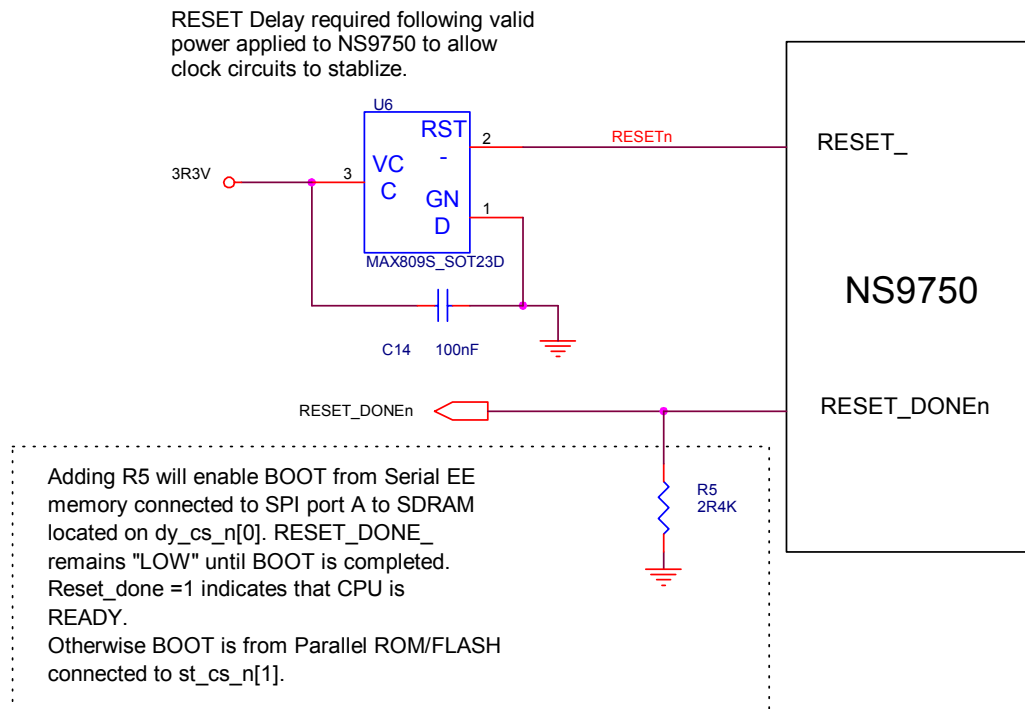 RESET Delay required following valid
power applied to NS9750 to allow
clock circuits to stablize.
U6
RST
-
VC
C
GN
D
2
3
1
3R3V
RESETn
RESET_
MAX809S_SOT23D
NS9750
C14 100nF
RESET_DONEn
RESET_DONEn
R5
2R4K
Adding R5 will enable BOOT from Serial EE
memory connected to SPI port A to SDRAM
located on dy_cs_n[0]. RESET_DONE_
remains "LOW" until BOOT is completed.
Reset_done =1 indicates that CPU is
READY.
Otherwise BOOT is from Parallel ROM/FLASH
connected to st_cs_n[1].